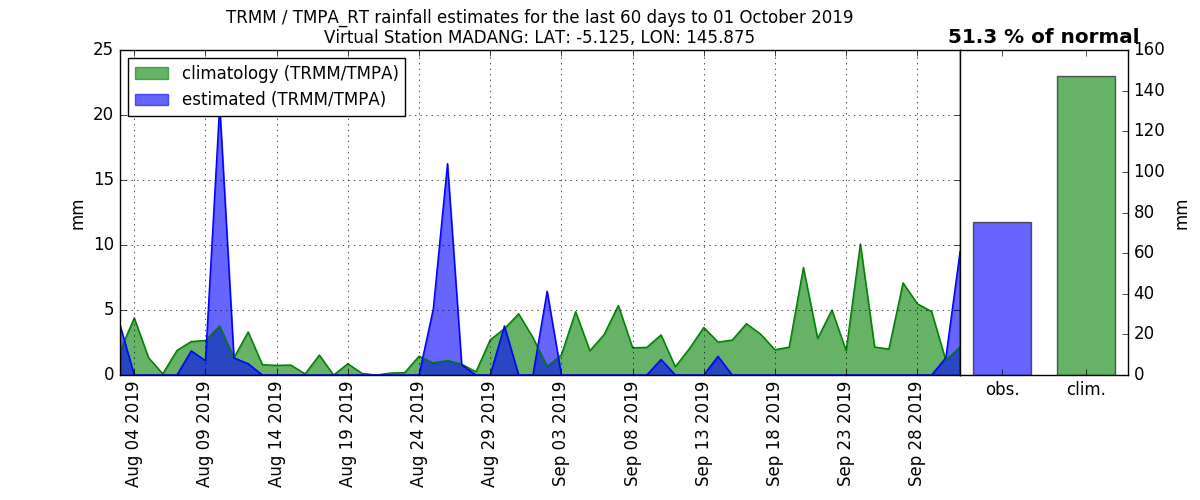 TRMM / TMPA_RT rainfall estimates for the last 60 days to 01 October 2019
Virtual Station MADANG: LAT: -5.125, LON: 145.875
51.3 % of normal
climatology (TRMM/TMPA)
estimated (TRMM/TMPA)
25
20
15
10
5
0
mm
Aug 04 2019
Aug 09 2019
Aug 14 2019
Aug 19 2019
Aug 24 2019
Aug 29 2019
Sep 03 2019
Sep 08 2019
Sep 13 2019
Sep 18 2019
Sep 23 2019
Sep 28 2019
obs.
clim.
160
140
120
100
80
60
40
20
0
mm